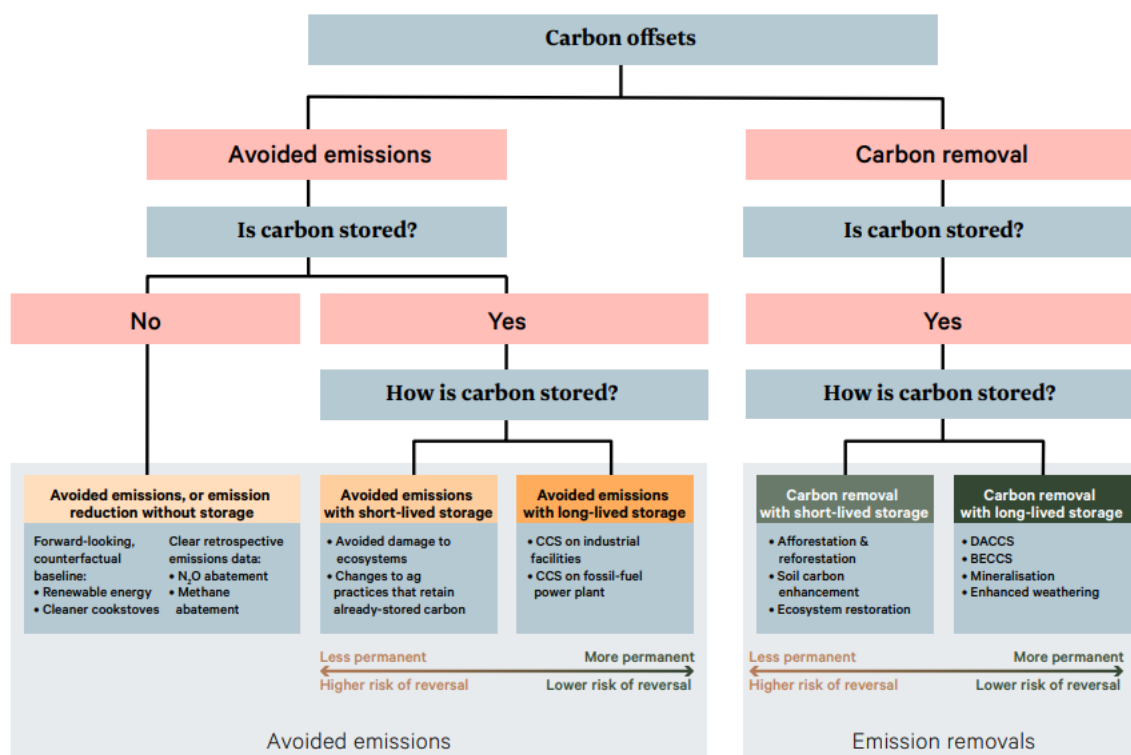 Carbon offsets
Avoided emissions
Carbon removal
Is carbon stored?
Is carbon stored?
No
Yes
Yes
How is carbon stored?
How is carbon stored?
Avoided emissions, or emission
reduction without storage
Forward-looking,
counterfactual
baseline:
• Renewable energy
• Cleaner cookstoves
Clear retrospective
emissions data:
• N₂O abatement
• Methane
abatement
Avoided emissions
with short-lived storage
• Avoided damage to
ecosystems
• Changes to ag
practices that retain
already-stored carbon
Avoided emissions
with long-lived storage
• CCS on industrial
facilities
• CCS on fossil-fuel
power plant
Carbon removal
with short-lived storage
• Afforestation &
reforestation
• Soil carbon
enhancement
• Ecosystem restoration
Carbon removal
with long-lived storage
• DACCS
• BECCS
• Mineralisation
• Enhanced weathering
Less permanent
More permanent
Higher risk of reversal
Lower risk of reversal
Less permanent
More permanent
Higher risk of reversal
Lower risk of reversal
Avoided emissions
Emission removals